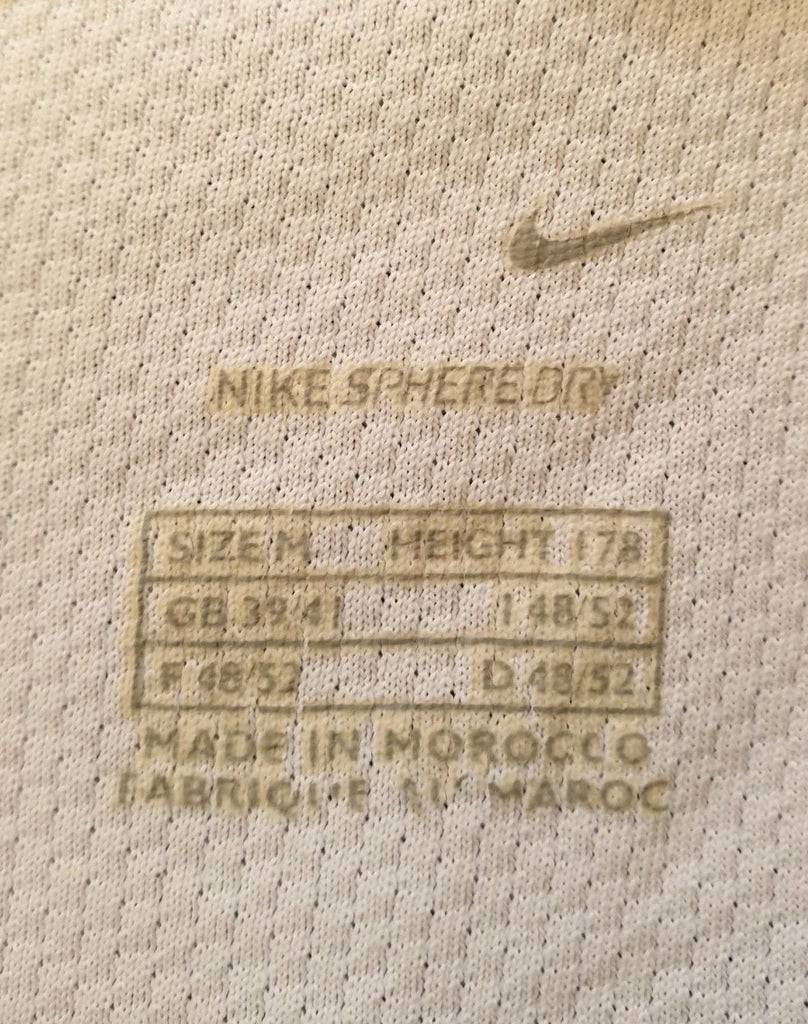 NIKE SPHERE DRY
SIZE M HEIGHT 178
GB 39/41 I 48/52
F 48/52 D 48/52
MADE IN MOROCCO
FABRIQUE AU MAROC